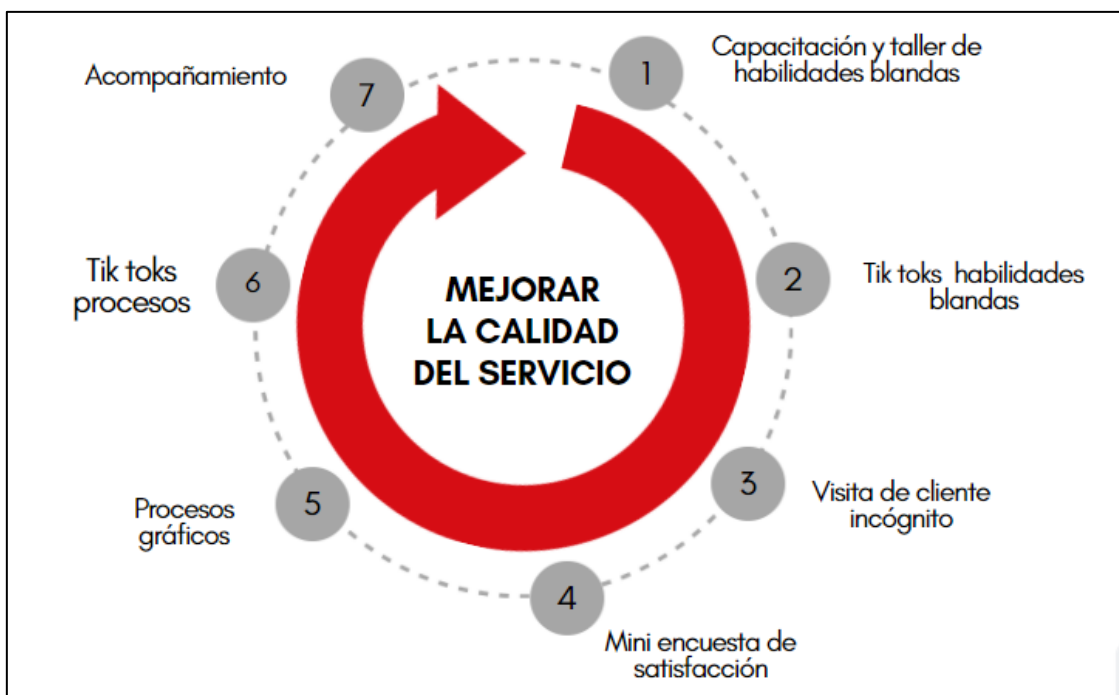 MEJORAR
LA CALIDAD
DEL SERVICIO
1
Capacitación y taller de
habilidades blandas
2
Tik toks habilidades
blandas
3
Visita de cliente
incógnito
4
Mini encuesta de
satisfacción
5
Procesos
gráficos
6
Tik toks
procesos
7
Acompañamiento